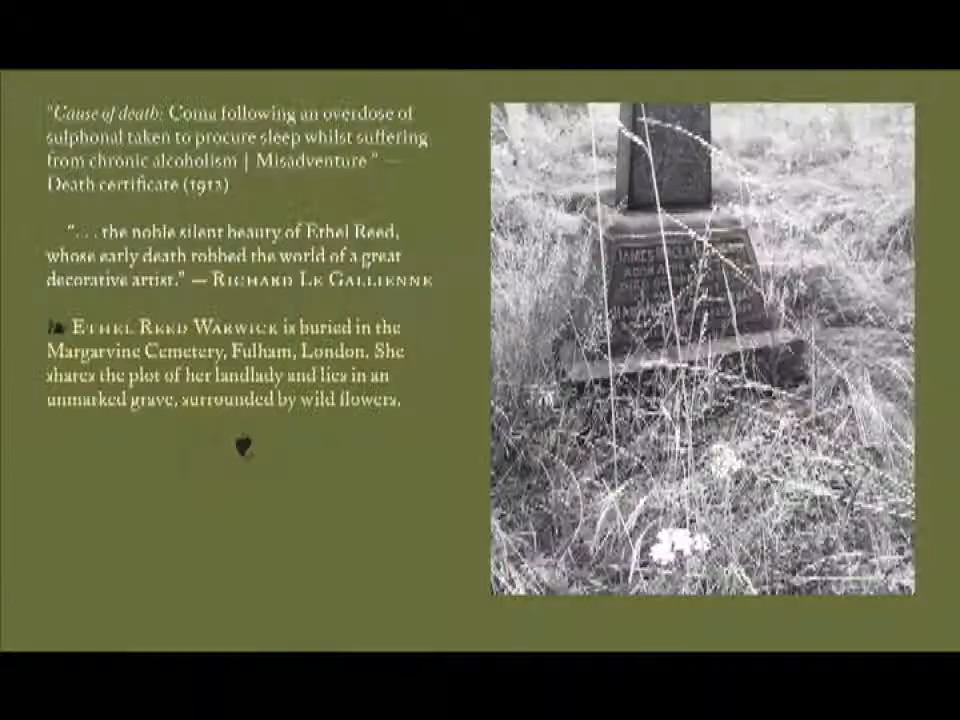 “Cause of death: Coma following an overdose of
sulphonal taken to procure sleep whilst suffering
from chronic alcoholism | Misadventure.” —
Death certificate (1912)
“. . . the noble silent beauty of Ethel Reed,
whose early death robbed the world of a great
decorative artist.” — RICHARD LE GALLIENNE
ETHEL REED WARWICK is buried in the
Margarvine Cemetery, Fulham, London. She
shares the plot of her landlady and lies in an
unmarked grave, surrounded by wild flowers.
JAMES